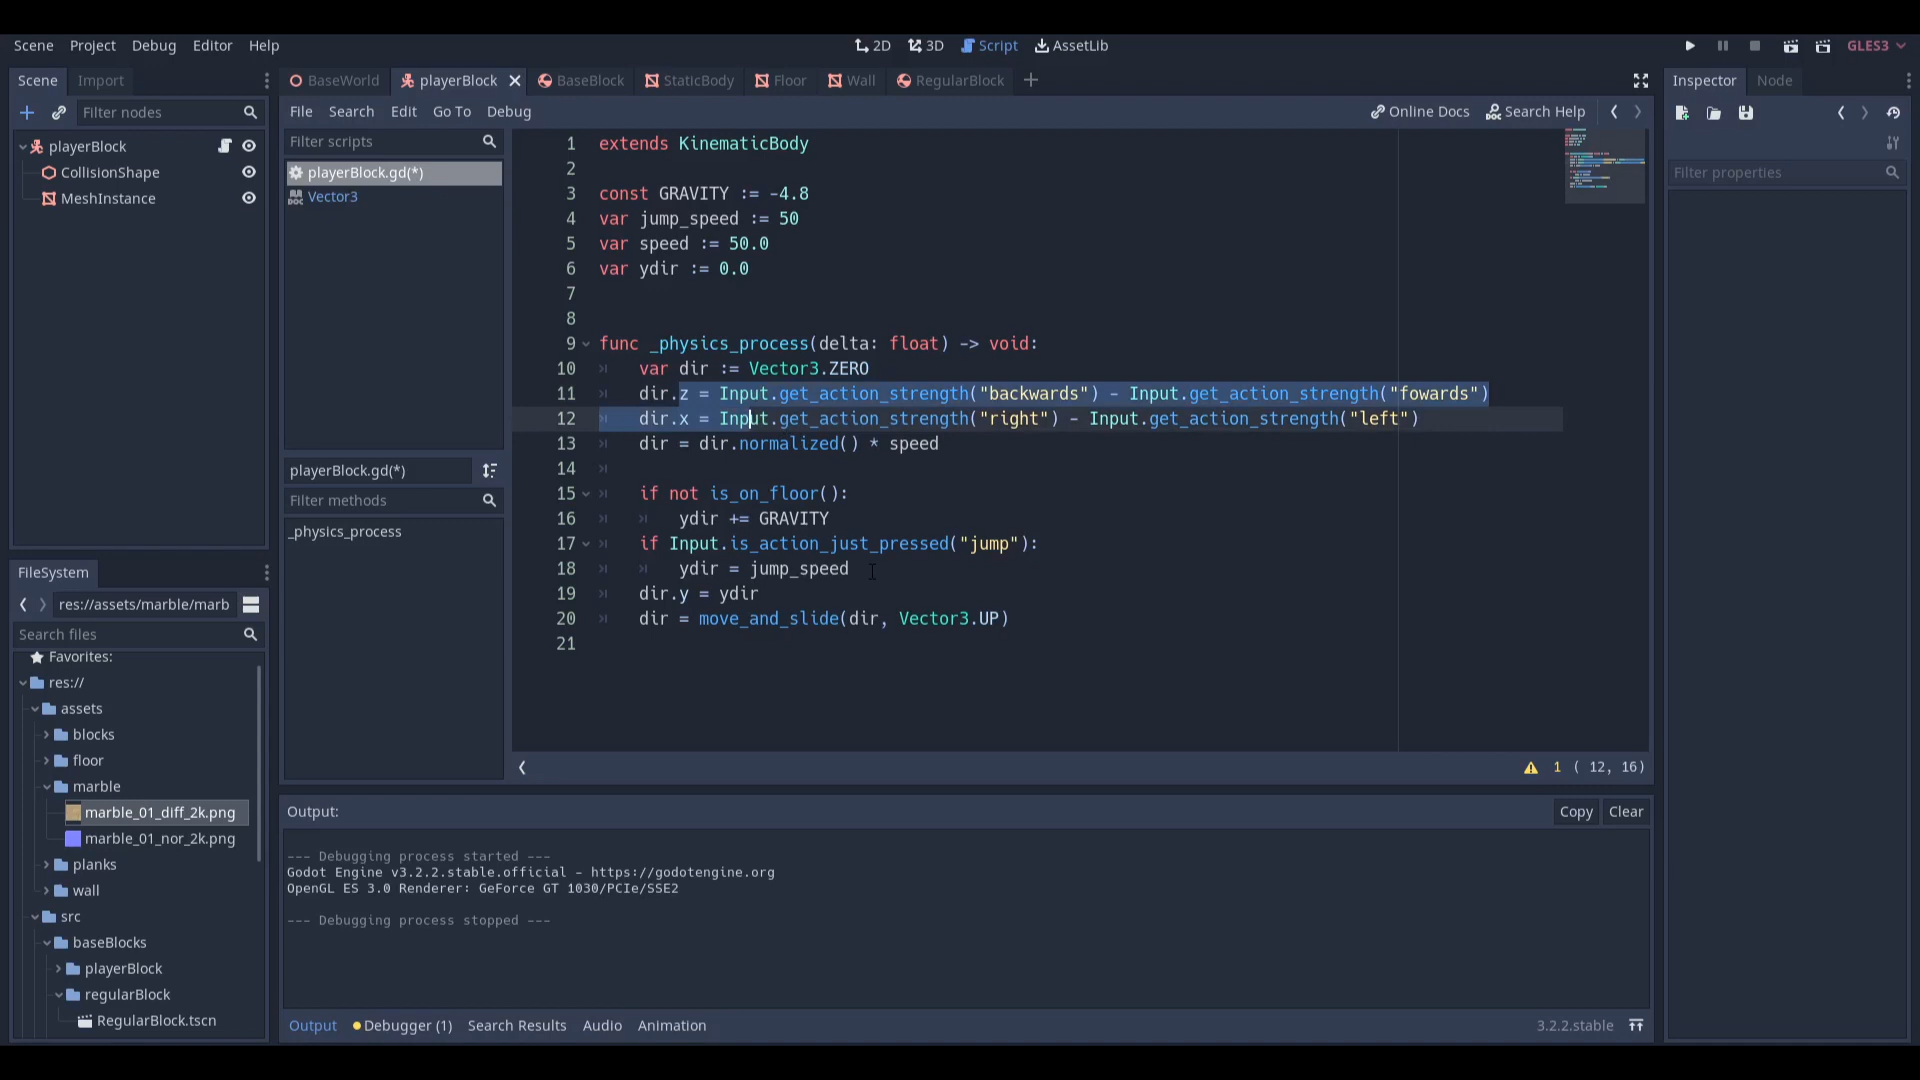 Scene Project Debug Editor Help 2D 3D Script AssetLib GLES3
Scene Import
BaseWorld playerBlock BaseBlock StaticBody Floor Wall RegularBlock
Inspector Node
Filter nodes
File Search Edit Go To Debug Online Docs Search Help
Filter scripts
Filter properties
playerBlock
CollisionShape
MeshInstance
playerBlock.gd(*)
Vector3
playerBlock.gd(*)
Filter methods
_physics_process
1 extends KinematicBody
2
3 const GRAVITY := -4.8
4 var jump_speed := 50
5 var speed := 50.0
6 var ydir := 0.0
7
8
9 func _physics_process(delta: float) -> void:
10 var dir := Vector3.ZERO
11 dir.z = Input.get_action_strength("backwards") - Input.get_action_strength("fowards")
12 dir.x = Input.get_action_strength("right") - Input.get_action_strength("left")
13 dir = dir.normalized() * speed
14
15 if not is_on_floor():
16 ydir += GRAVITY
17 if Input.is_action_just_pressed("jump"):
18 ydir = jump_speed
19 dir.y = ydir
20 dir = move_and_slide(dir, Vector3.UP)
21
1 ( 12, 16)
FileSystem
res://assets/marble/marb
Search files
Favorites:
res://
assets
blocks
floor
marble
marble_01_diff_2k.png
marble_01_nor_2k.png
planks
wall
src
baseBlocks
playerBlock
regularBlock
RegularBlock.tscn
Output: Copy Clear
--- Debugging process started ---
Godot Engine v3.2.2.stable.official - https://godotengine.org
OpenGL ES 3.0 Renderer: GeForce GT 1030/PCIe/SSE2
--- Debugging process stopped ---
Output Debugger (1) Search Results Audio Animation 3.2.2.stable